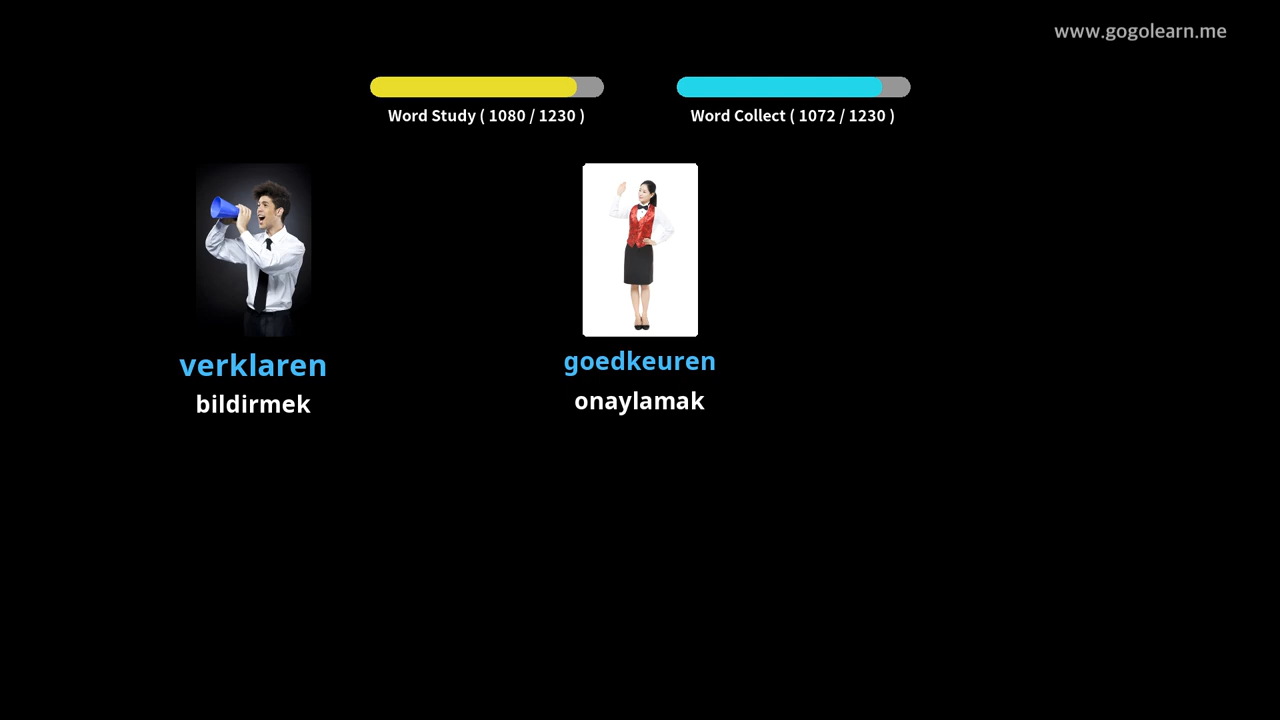 www.gogolearn.me
Word Study ( 1080 / 1230 )
Word Collect ( 1072 / 1230 )
verklaren
bildirmek
goedkeuren
onaylamak